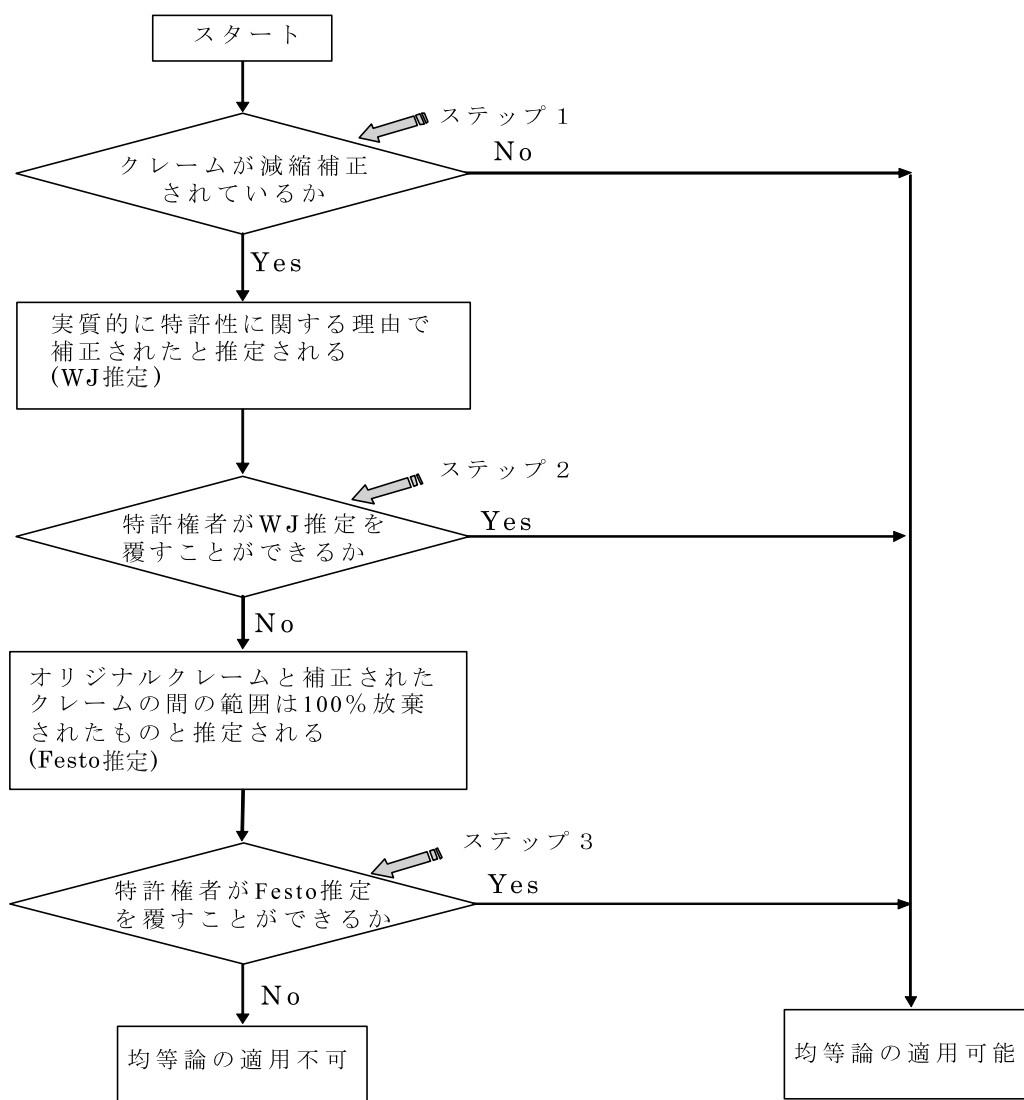 スタート
ステップ1
クレームが減縮補正
されているか
No
Yes
実質的に特許性に関する理由で
補正されたと推定される
(WJ推定)
ステップ2
特許権者がWJ推定を
覆すことができるか
Yes
No
オリジナルクレームと補正された
クレームの間の範囲は100%放棄
されたものと推定される
(Festo推定)
ステップ3
特許権者がFesto推定
を覆すことができるか
Yes
No
均等論の適用不可
均等論の適用可能